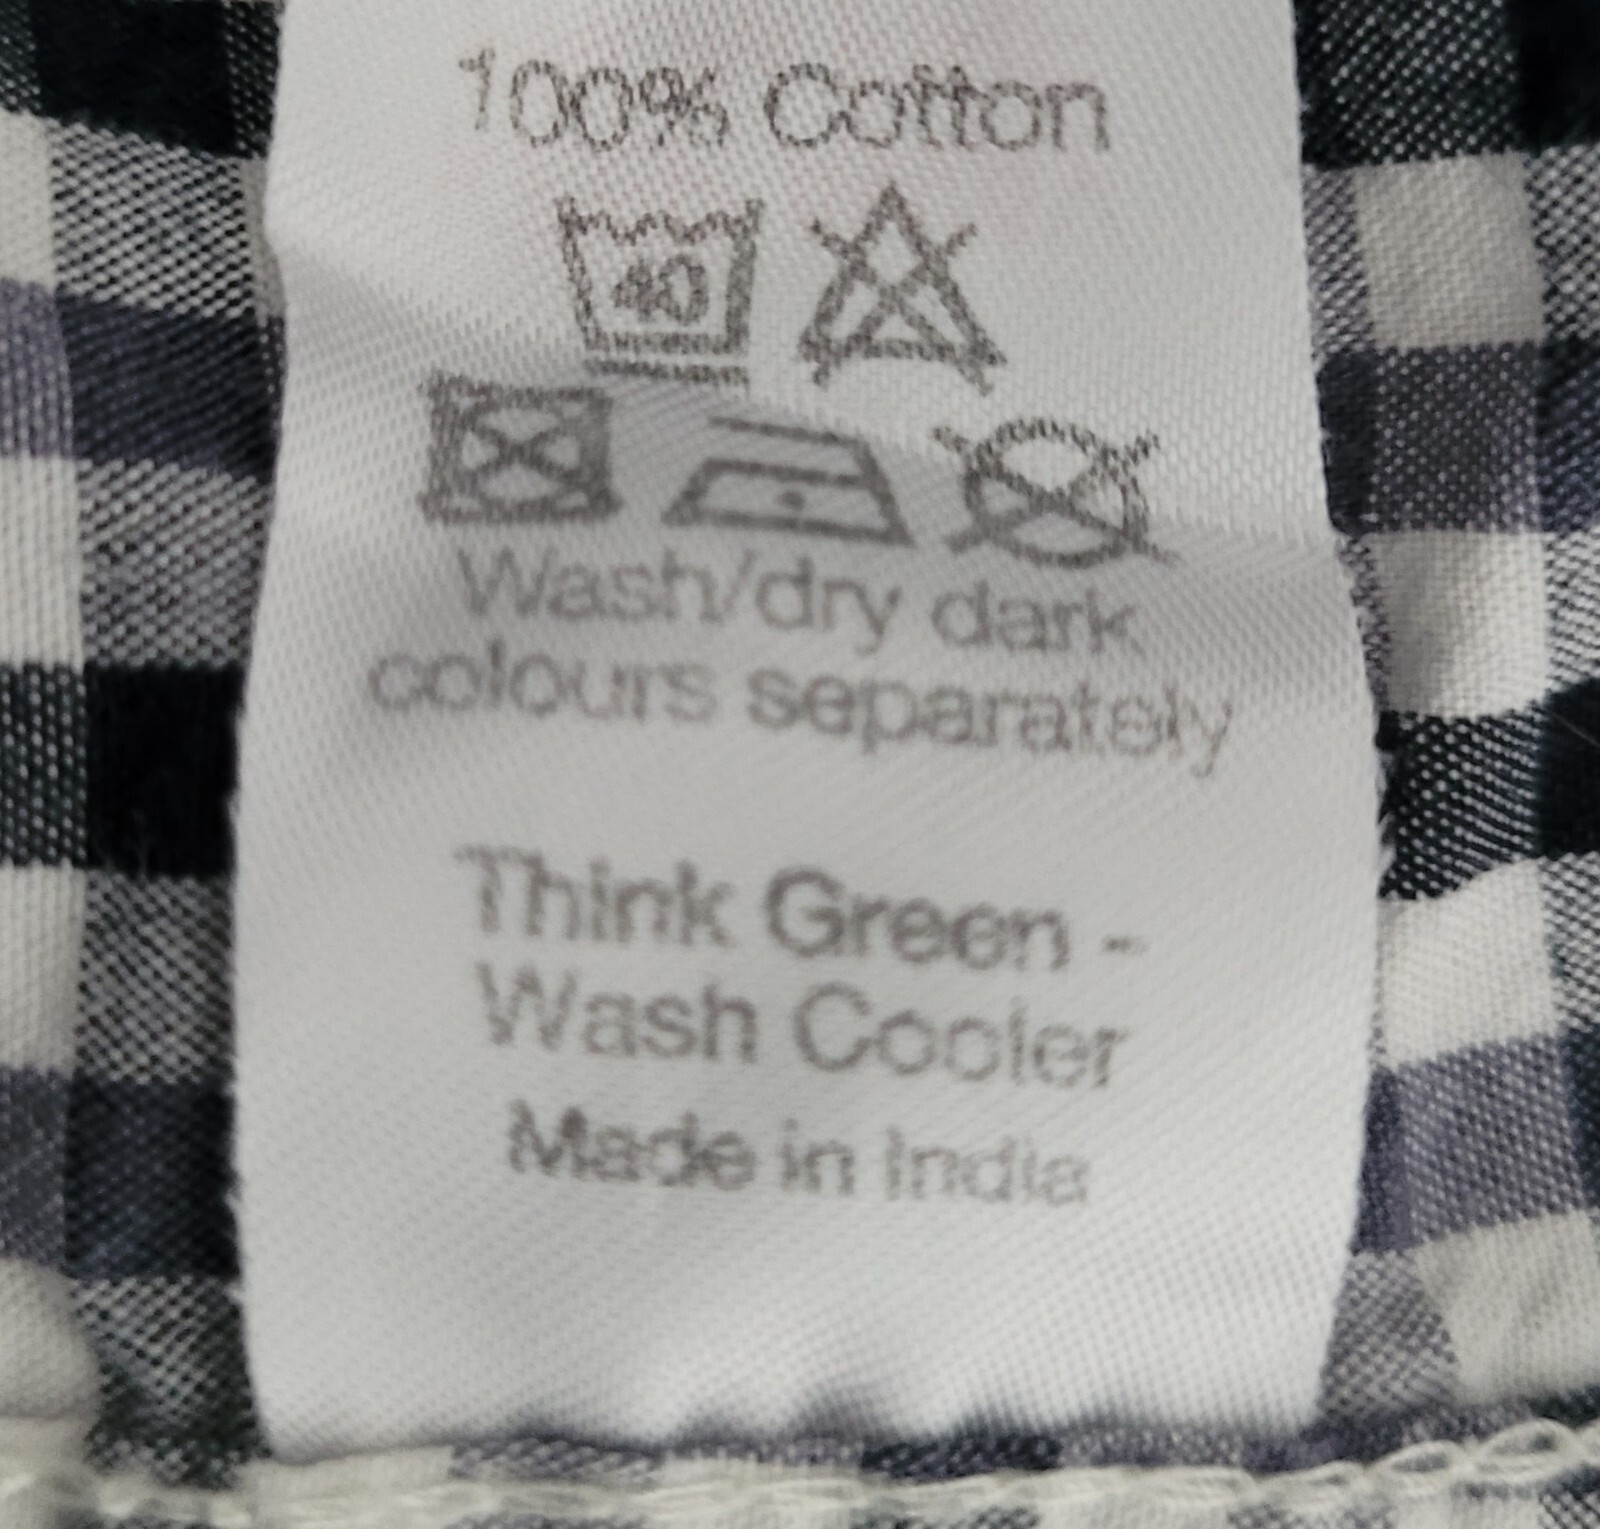 100% Cotton
40
Wash/dry dark
colours separately
Think Green -
Wash Cooler
Made in India